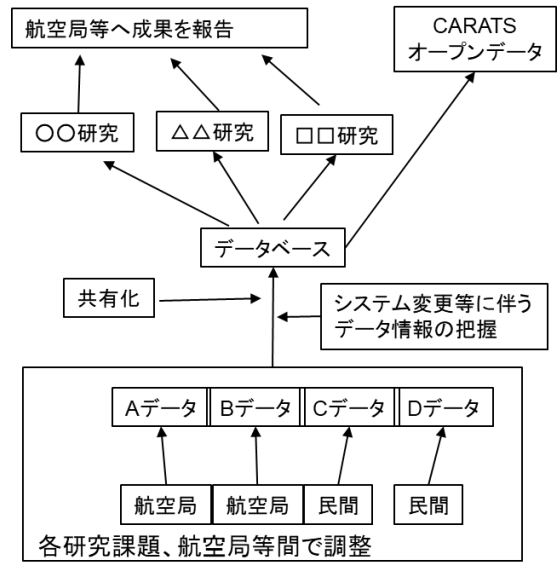 航空局等へ成果を報告
CARATS
オープンデータ
〇〇研究
△△研究
□□研究
データベース
共有化
システム変更等に伴う
データ情報の把握
Aデータ
Bデータ
Cデータ
Dデータ
航空局
航空局
民間
民間
各研究課題、航空局等間で調整